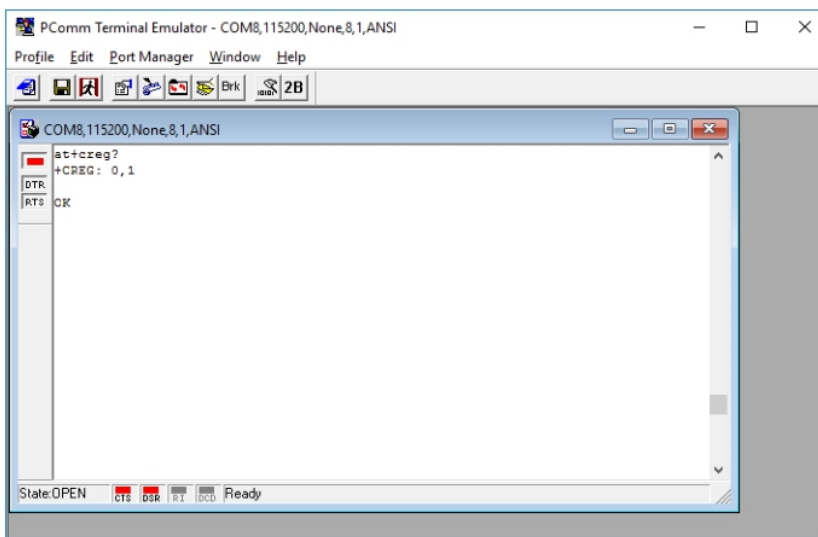 PComm Terminal Emulator - COM8,115200,None,8,1,ANSI
Profile Edit Port Manager Window Help
Brk 2B
COM8,115200,None,8,1,ANSI
at+creg?
+CREG: 0,1
DTR
RTS
OK
State:OPEN CTS DSR RI DCD Ready